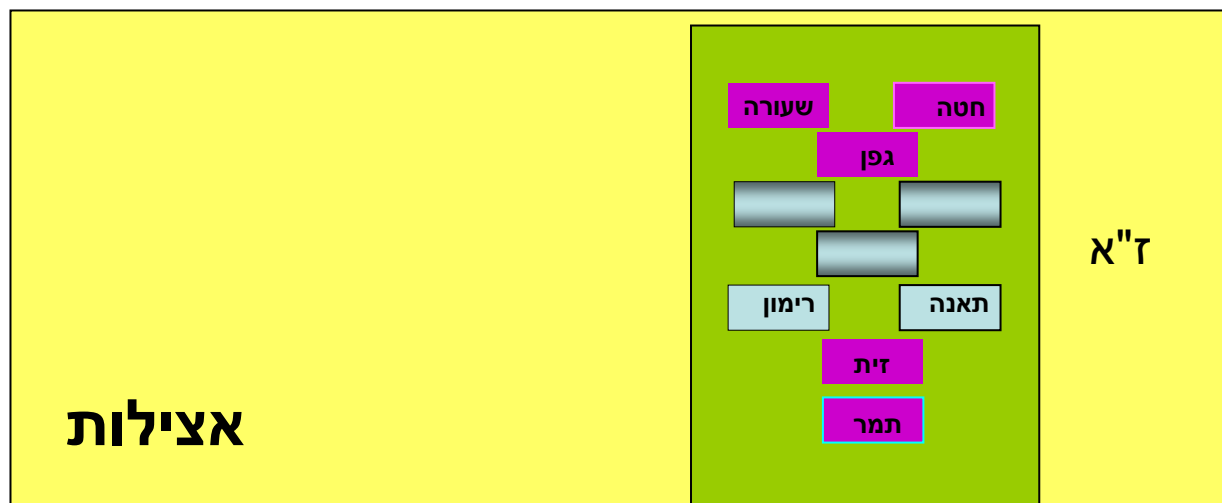 חטה שעורה
גפן
ז"א
תאנה רימון
זית
תמר
אצילות